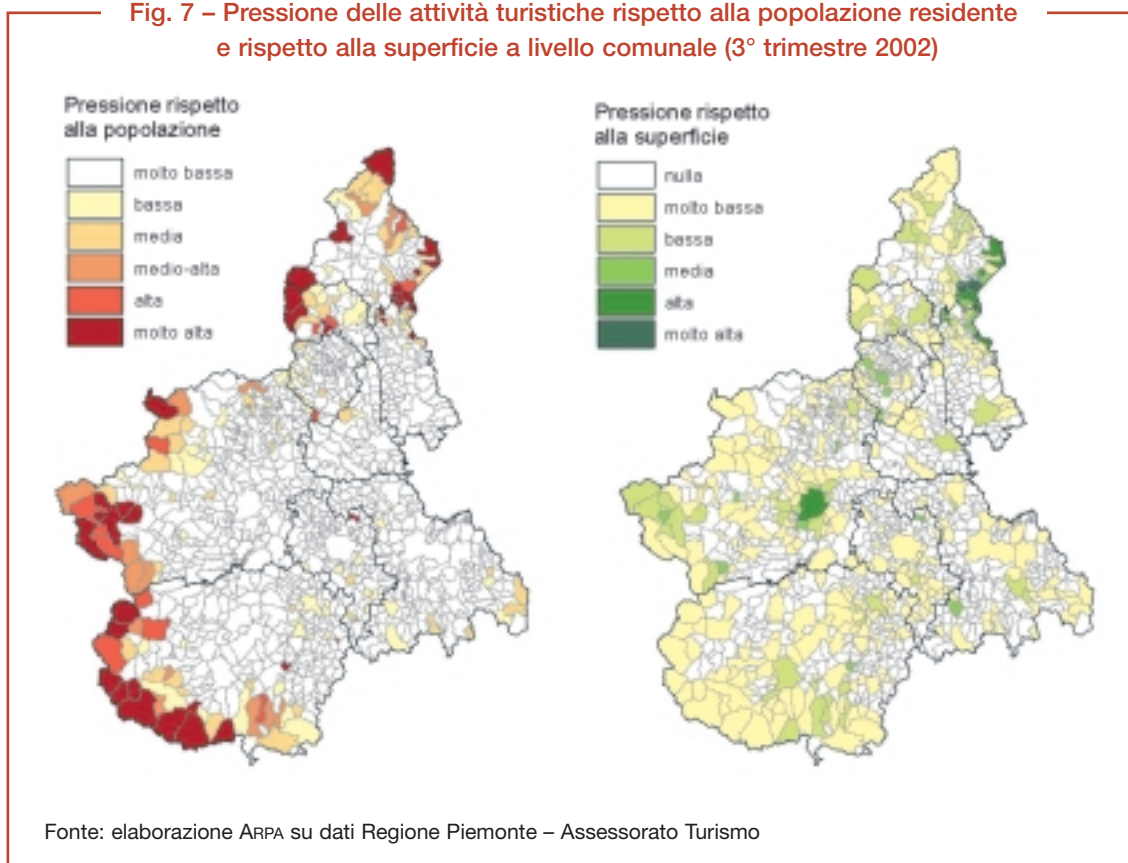 Fig. 7 – Pressione delle attività turistiche rispetto alla popolazione residente
e rispetto alla superficie a livello comunale (3° trimestre 2002)
Pressione rispetto
alla popolazione
molto bassa
bassa
media
medio-alta
alta
molto alta
Pressione rispetto
alla superficie
nulla
molto bassa
bassa
media
alta
molto alta
Fonte: elaborazione ARPA su dati Regione Piemonte – Assessorato Turismo